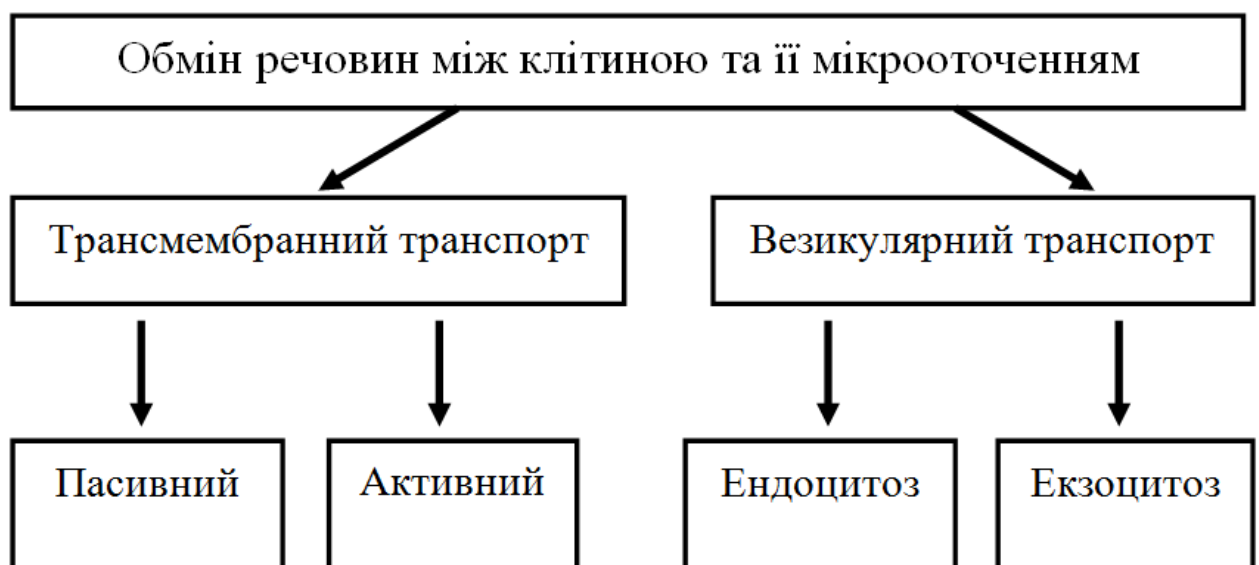 Обмін речовин між клітиною та її мікрооточенням
Трансмембранний транспорт
Везикулярний транспорт
Пасивний
Активний
Ендоцитоз
Екзоцитоз